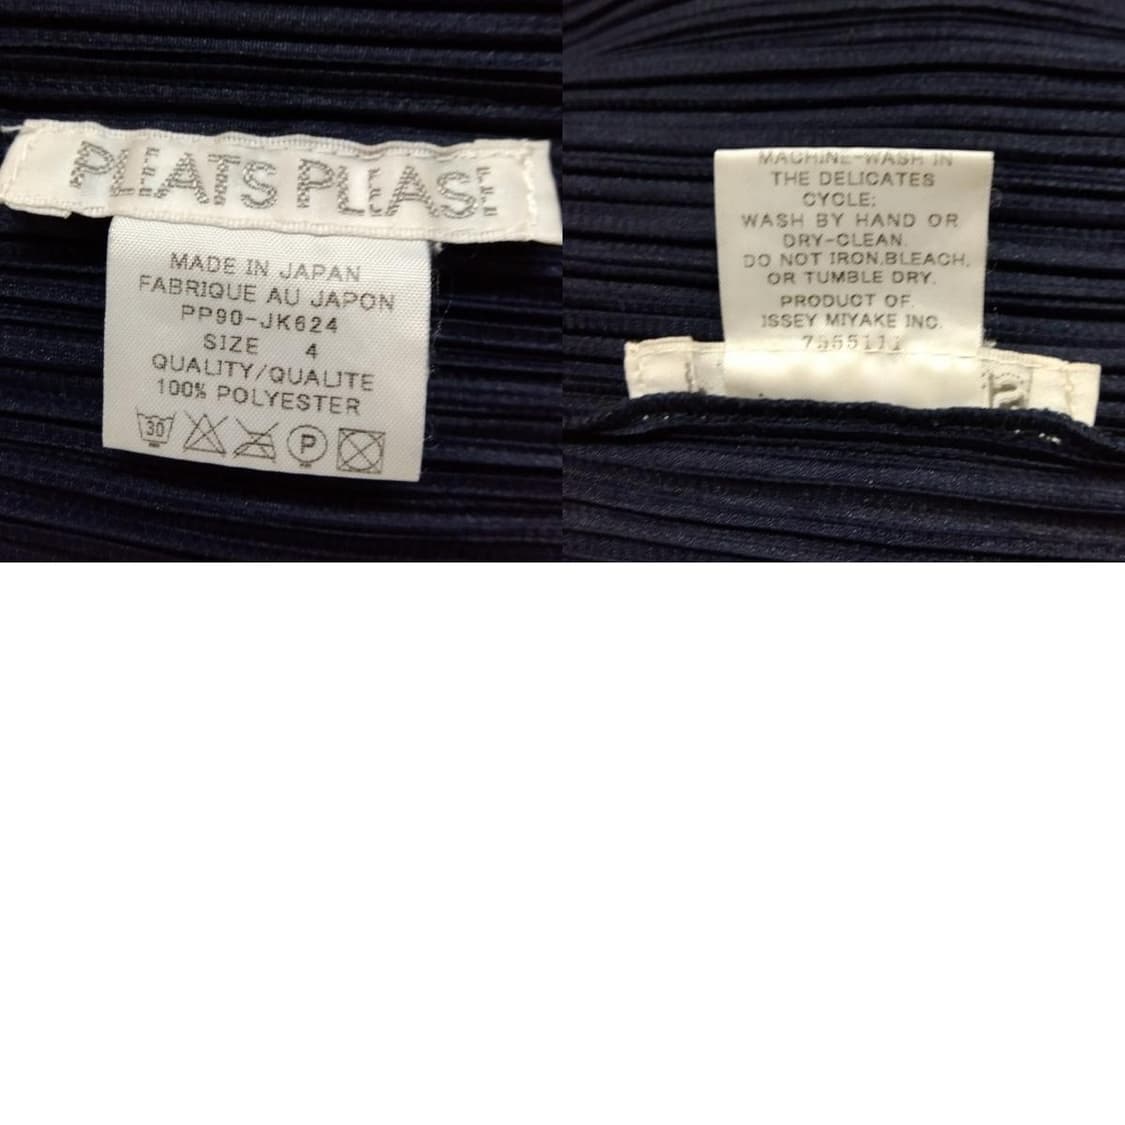 PLEATS PLEASE
MADE IN JAPAN
FABRIQUE AU JAPON
PP90-JK624
SIZE 4
QUALITY/QUALITE
100% POLYESTER
30
P
MACHINE-WASH IN
THE DELICATES
CYCLE;
WASH BY HAND OR
DRY-CLEAN.
DO NOT IRON,BLEACH,
OR TUMBLE DRY.
PRODUCT OF.
ISSEY MIYAKE INC.